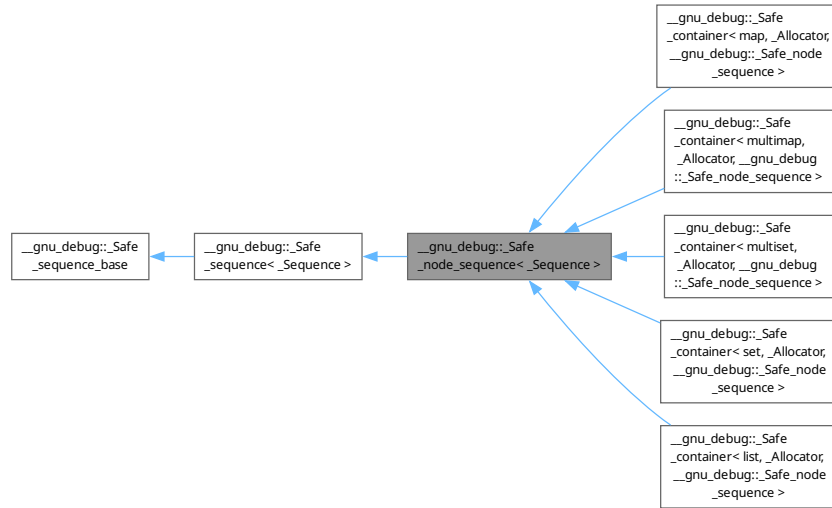 __gnu_debug::_Safe
_container< map, _Allocator,
__gnu_debug::_Safe_node
_sequence >
__gnu_debug::_Safe
_container< multimap,
_Allocator, __gnu_debug
::_Safe_node_sequence >
__gnu_debug::_Safe
_sequence_base
__gnu_debug::_Safe
_sequence< _Sequence >
__gnu_debug::_Safe
_node_sequence< _Sequence >
__gnu_debug::_Safe
_container< multiset,
_Allocator, __gnu_debug
::_Safe_node_sequence >
__gnu_debug::_Safe
_container< set, _Allocator,
__gnu_debug::_Safe_node
_sequence >
__gnu_debug::_Safe
_container< list, _Allocator,
__gnu_debug::_Safe_node
_sequence >